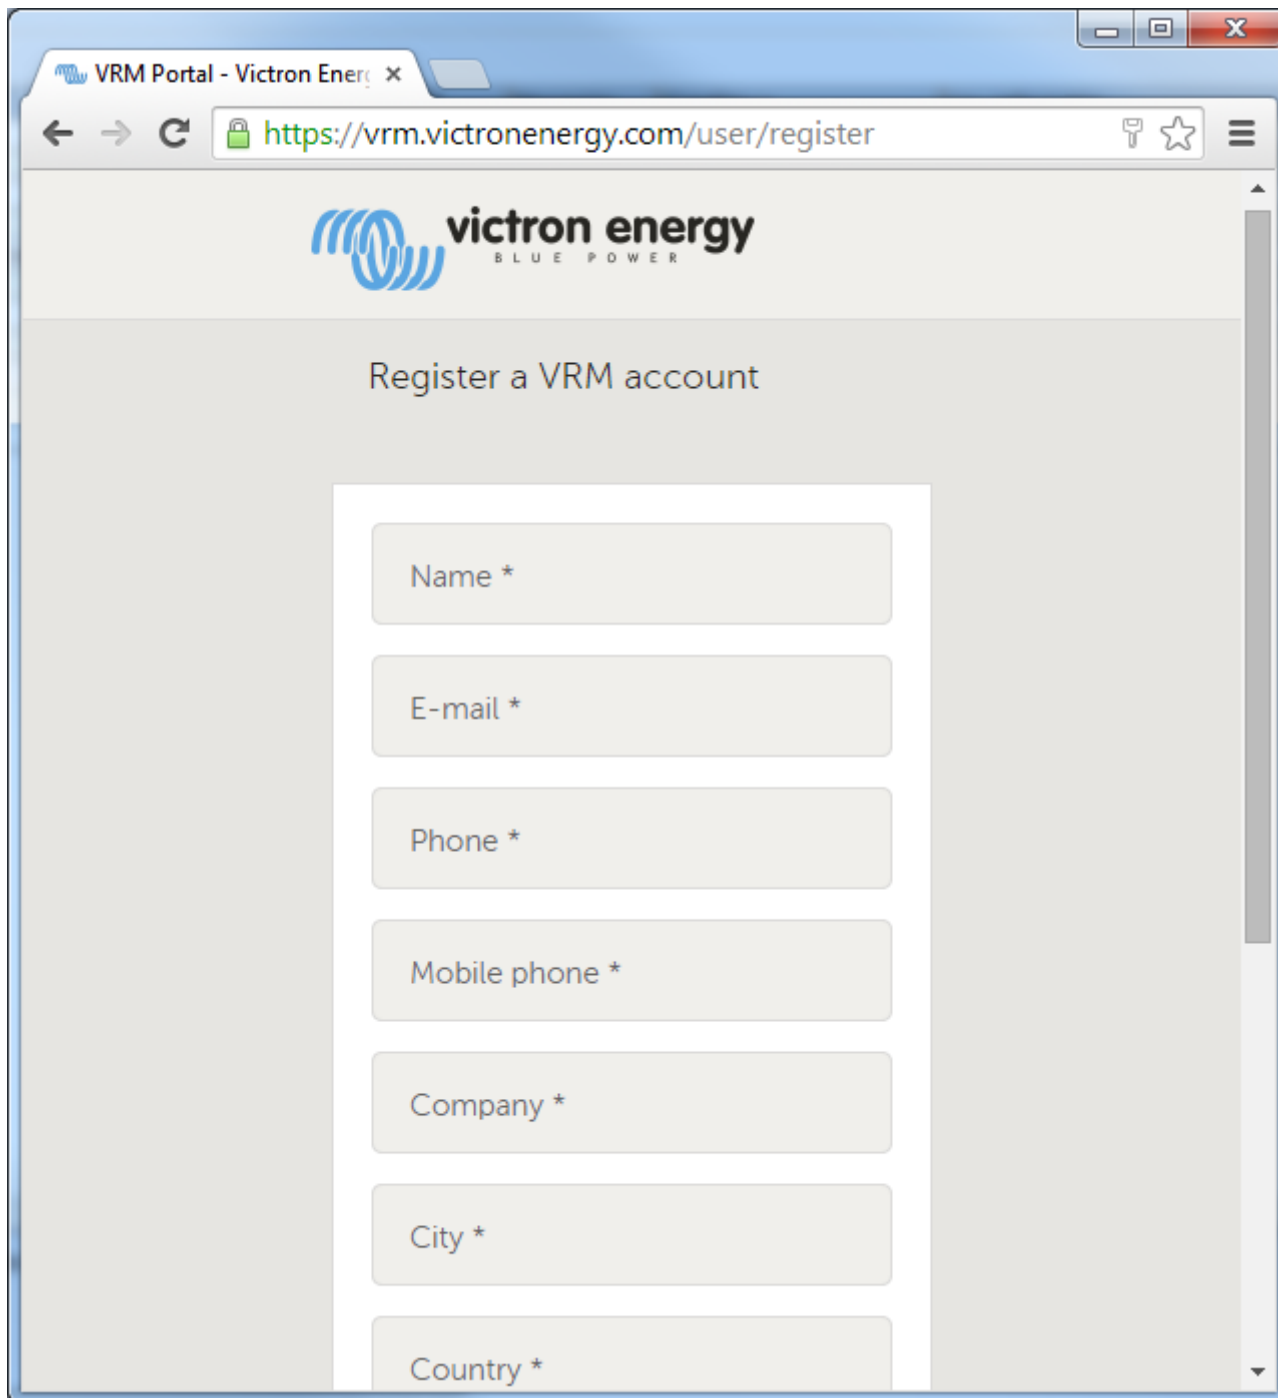 VRM Portal - Victron Energ
https://vrm.victronenergy.com/user/register
victron energy
BLUE POWER
Register a VRM account
Name *
E-mail *
Phone *
Mobile phone *
Company *
City *
Country *